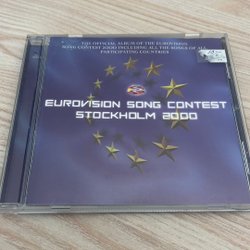 THE OFFICIAL ALBUM OF THE EUROVISION
SONG CONTEST 2000 INCLUDING ALL THE SONGS OF ALL
PARTICIPATING COUNTRIES
EUROVISION SONG CONTEST
STOCKHOLM 2000